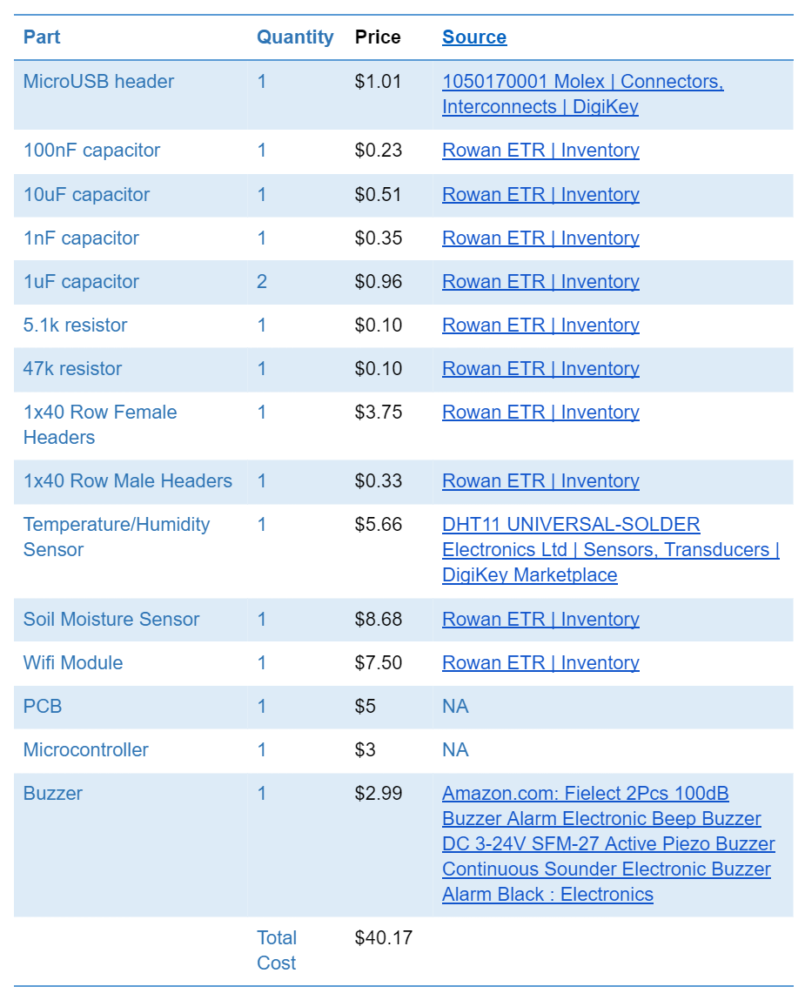 Part Quantity Price Source
MicroUSB header 1 $1.01 1050170001 Molex | Connectors,
Interconnects | DigiKey
100nF capacitor 1 $0.23 Rowan ETR | Inventory
10uF capacitor 1 $0.51 Rowan ETR | Inventory
1nF capacitor 1 $0.35 Rowan ETR | Inventory
1uF capacitor 2 $0.96 Rowan ETR | Inventory
5.1k resistor 1 $0.10 Rowan ETR | Inventory
47k resistor 1 $0.10 Rowan ETR | Inventory
1x40 Row Female 1 $3.75 Rowan ETR | Inventory
Headers
1x40 Row Male Headers 1 $0.33 Rowan ETR | Inventory
Temperature/Humidity 1 $5.66 DHT11 UNIVERSAL-SOLDER
Sensor Electronics Ltd | Sensors, Transducers |
DigiKey Marketplace
Soil Moisture Sensor 1 $8.68 Rowan ETR | Inventory
Wifi Module 1 $7.50 Rowan ETR | Inventory
PCB 1 $5 NA
Microcontroller 1 $3 NA
Buzzer 1 $2.99 Amazon.com: Fielect 2Pcs 100dB
Buzzer Alarm Electronic Beep Buzzer
DC 3-24V SFM-27 Active Piezo Buzzer
Continuous Sounder Electronic Buzzer
Alarm Black : Electronics
Total $40.17
Cost